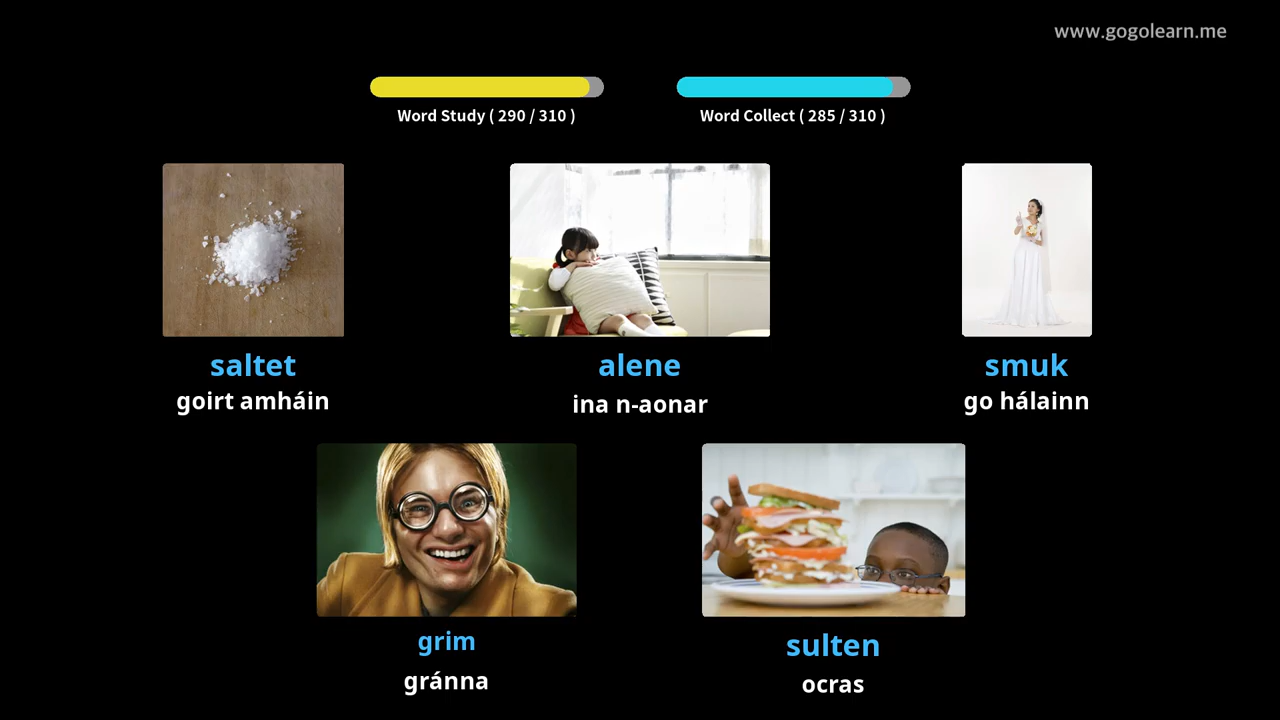 www.gogolearn.me
Word Study ( 290 / 310 )
Word Collect ( 285 / 310 )
saltet
goirt amháin
alene
ina n-aonar
smuk
go hálainn
grim
gránna
sulten
ocras